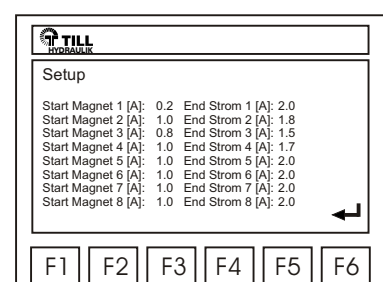 TILL
HYDRAULIK
Setup
Start Magnet 1 [A]: 0.2 End Strom 1 [A]: 2.0
Start Magnet 2 [A]: 1.0 End Strom 2 [A]: 1.8
Start Magnet 3 [A]: 0.8 End Strom 3 [A]: 1.5
Start Magnet 4 [A]: 1.0 End Strom 4 [A]: 1.7
Start Magnet 5 [A]: 1.0 End Strom 5 [A]: 2.0
Start Magnet 6 [A]: 1.0 End Strom 6 [A]: 2.0
Start Magnet 7 [A]: 1.0 End Strom 7 [A]: 2.0
Start Magnet 8 [A]: 1.0 End Strom 8 [A]: 2.0
F1 F2 F3 F4 F5 F6